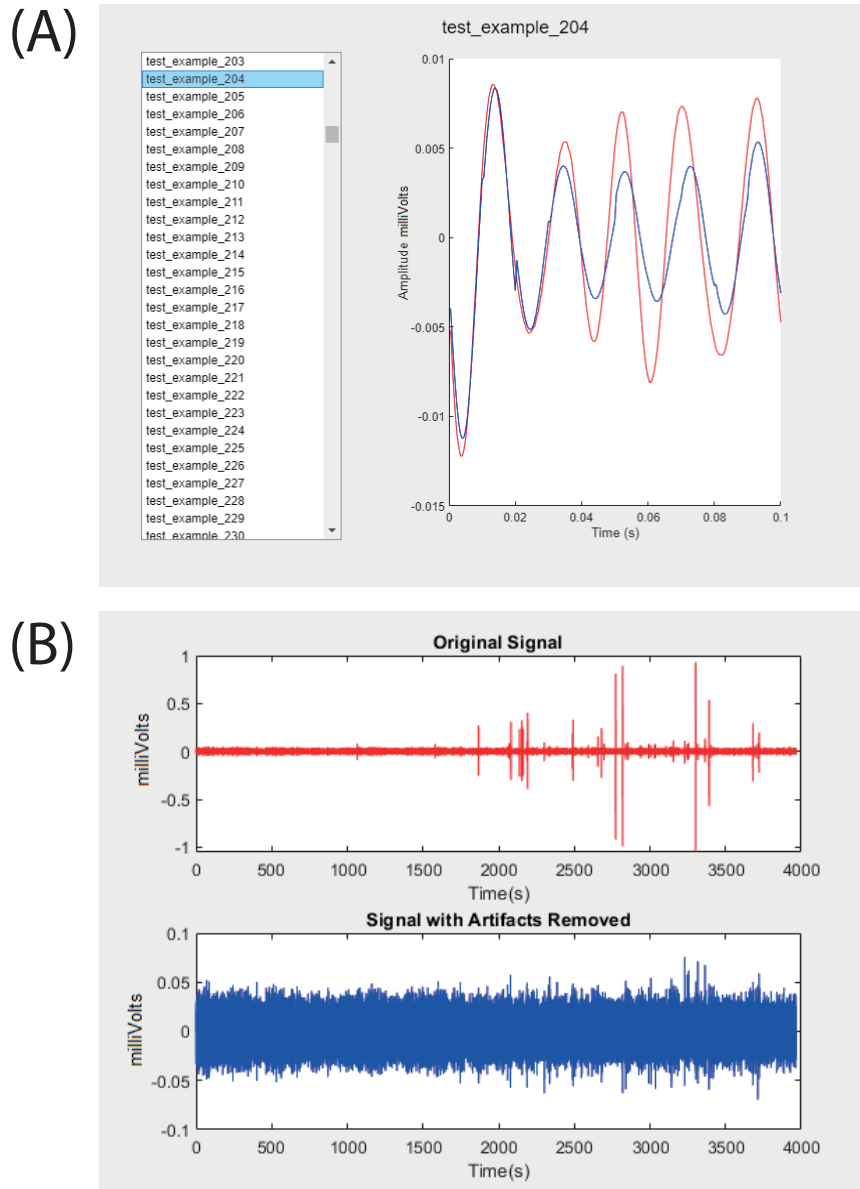 (A)
test_example_204
test_example_203
test_example_204
test_example_205
test_example_206
test_example_207
test_example_208
test_example_209
test_example_210
test_example_211
test_example_212
test_example_213
test_example_214
test_example_215
test_example_216
test_example_217
test_example_218
test_example_219
test_example_220
test_example_221
test_example_222
test_example_223
test_example_224
test_example_225
test_example_226
test_example_227
test_example_228
test_example_229
test_example_230
Amplitude milliVolts
0.01
0.005
0
-0.005
-0.01
-0.015
0 0.02 0.04 0.06 0.08 0.1
Time (s)
(B)
Original Signal
milliVolts
1
0.5
0
-0.5
-1
0 500 1000 1500 2000 2500 3000 3500 4000
Time(s)
Signal with Artifacts Removed
milliVolts
0.1
0.05
0
-0.05
-0.1
0 500 1000 1500 2000 2500 3000 3500 4000
Time(s)